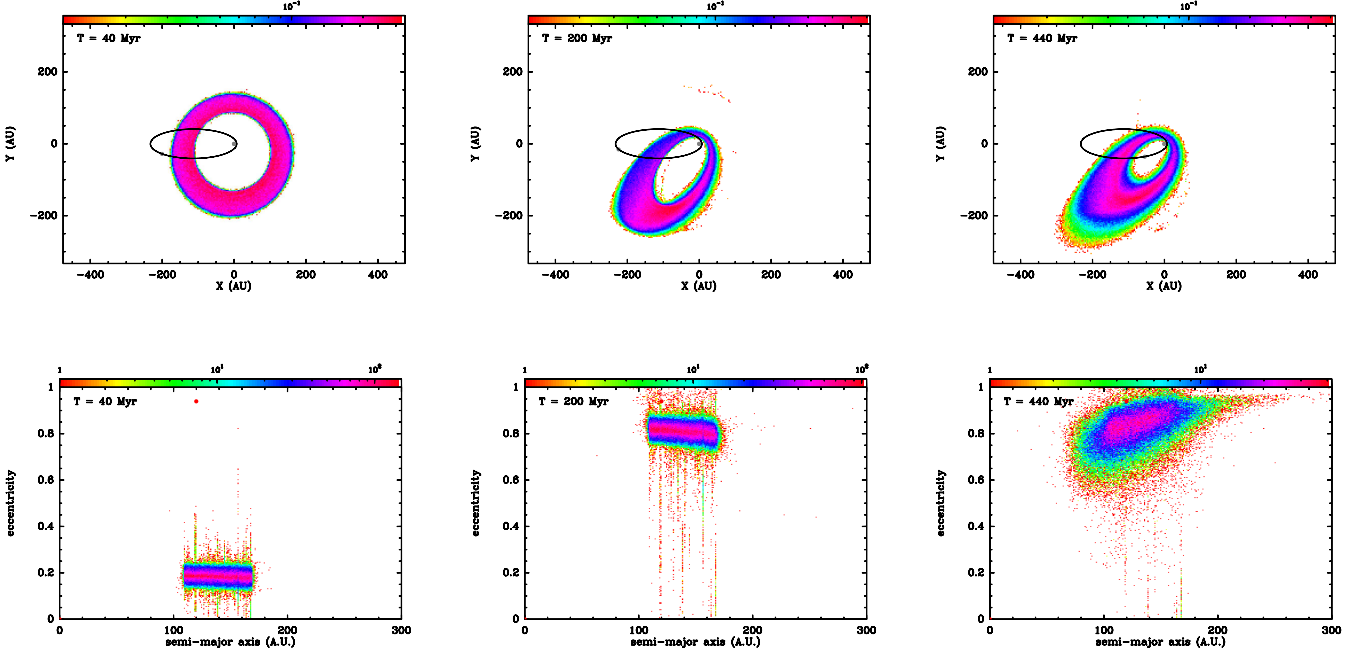 10⁻³ 10⁻³ 10⁻³
T = 40 Myr T = 200 Myr T = 440 Myr
200 200 200
0 0 0
−200 −200 −200
Y (AU) Y (AU) Y (AU)
−400 −200 0 200 400 −400 −200 0 200 400 −400 −200 0 200 400
X (AU) X (AU) X (AU)
1 10¹ 10² 1 10¹ 10² 1 10¹
1 1 1
T = 40 Myr T = 200 Myr T = 440 Myr
0.8 0.8 0.8
0.6 0.6 0.6
0.4 0.4 0.4
0.2 0.2 0.2
0 0 0
eccentricity eccentricity eccentricity
0 100 200 300 0 100 200 300 0 100 200 300
semi−major axis (A.U.) semi−major axis (A.U.) semi−major axis (A.U.)